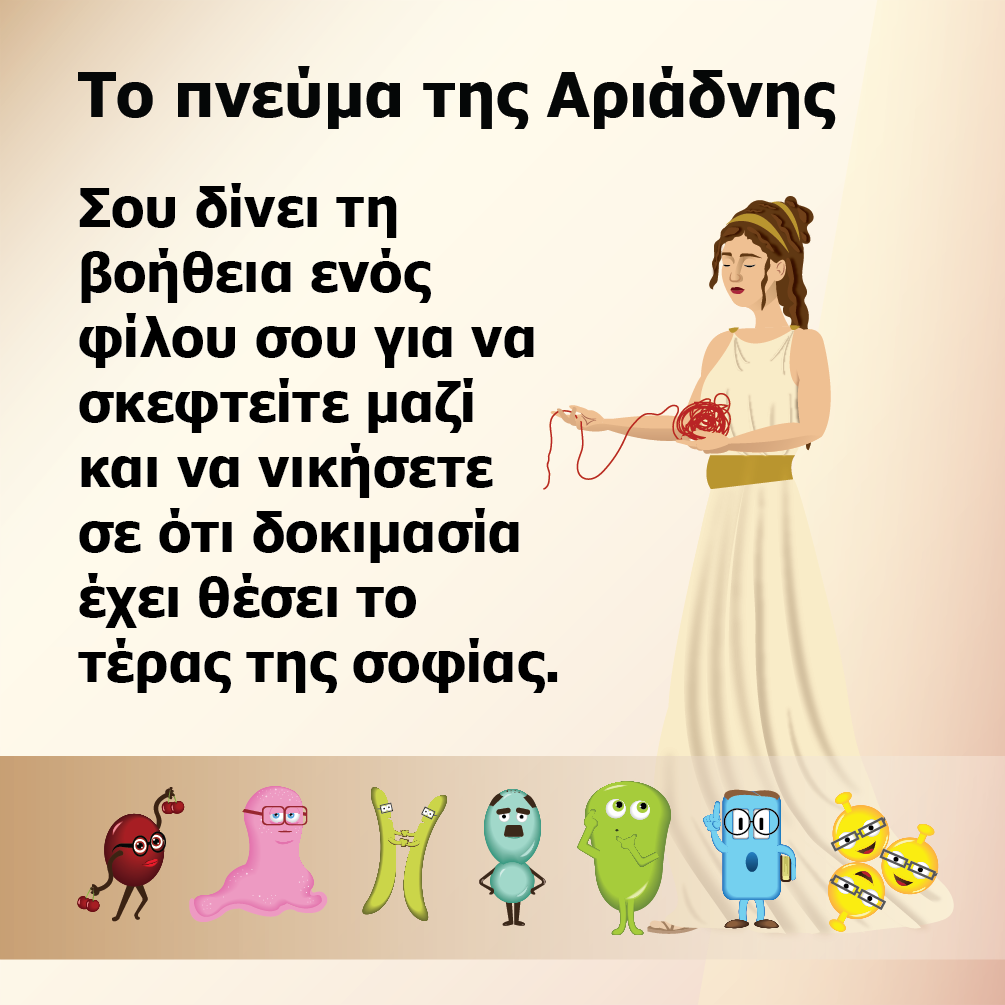 Το πνεύμα της Αριάδνης
Σου δίνει τη
βοήθεια ενός
φίλου σου για να
σκεφτείτε μαζί
και να νικήσετε
σε ότι δοκιμασία
έχει θέσει το
τέρας της σοφίας.